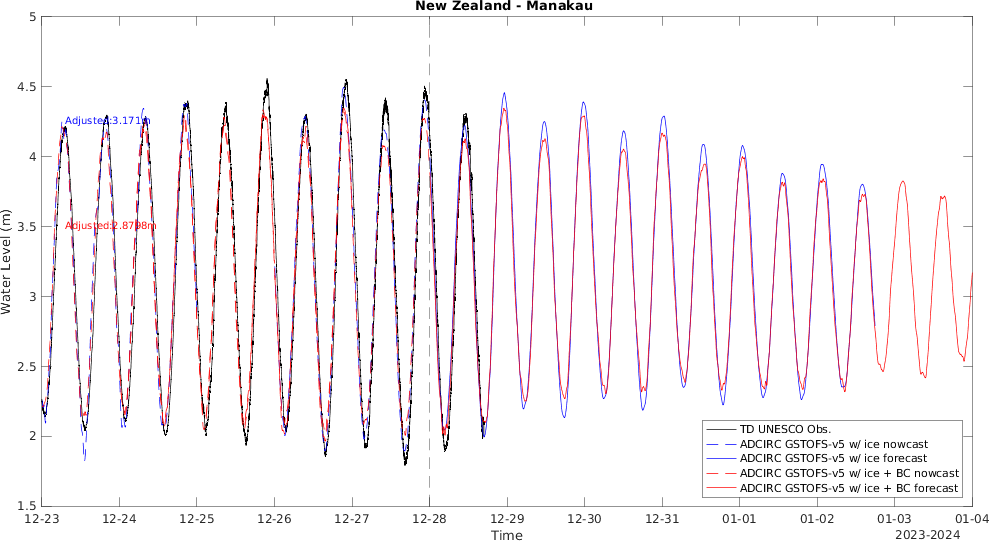 New Zealand - Manakau
5
4.5
4
3.5
3
2.5
2
1.5
Water Level (m)
Adjusted:3.171m
Adjusted:2.8798m
TD UNESCO Obs.
ADCIRC GSTOFS-v5 w/ ice nowcast
ADCIRC GSTOFS-v5 w/ ice forecast
ADCIRC GSTOFS-v5 w/ ice + BC nowcast
ADCIRC GSTOFS-v5 w/ ice + BC forecast
12-23 12-24 12-25 12-26 12-27 12-28 12-29 12-30 12-31 01-01 01-02 01-03 01-04
Time
2023-2024